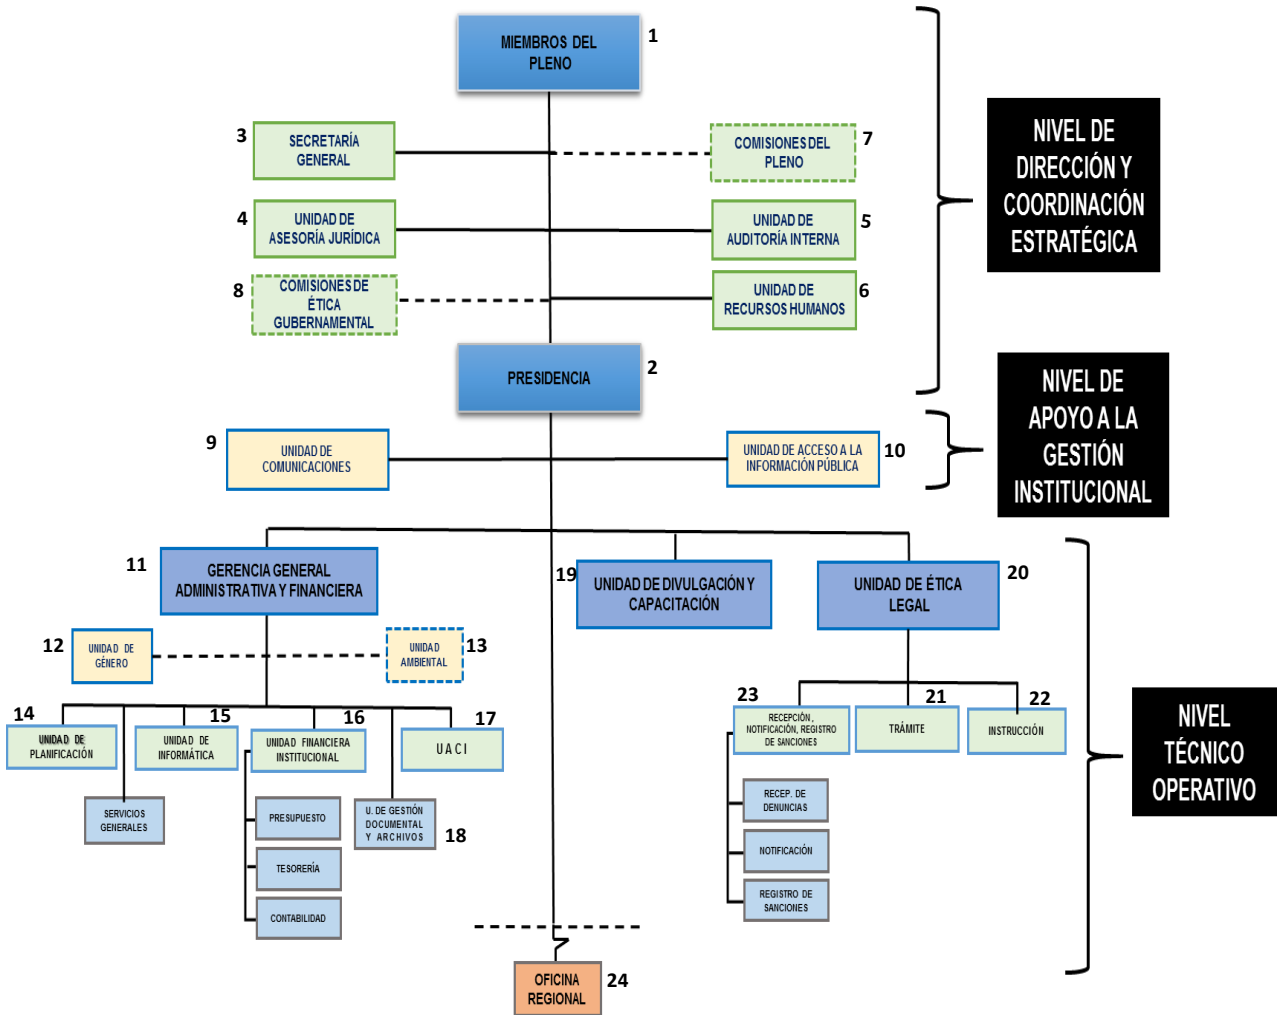 MIEMBROS DEL
PLENO
1
3
SECRETARÍA
GENERAL
COMISIONES DEL
PLENO
7
4
UNIDAD DE
ASESORÍA JURÍDICA
UNIDAD DE
AUDITORÍA INTERNA
5
8
COMISIONES DE
ÉTICA
GUBERNAMENTAL
UNIDAD DE
RECURSOS HUMANOS
6
PRESIDENCIA
2
NIVEL DE
DIRECCIÓN Y
COORDINACIÓN
ESTRATÉGICA
9
UNIDAD DE
COMUNICACIONES
UNIDAD DE ACCESO A LA
INFORMACIÓN PÚBLICA
10
NIVEL DE
APOYO A LA
GESTIÓN
INSTITUCIONAL
11
GERENCIA GENERAL
ADMINISTRATIVA Y FINANCIERA
19
UNIDAD DE DIVULGACIÓN Y
CAPACITACIÓN
UNIDAD DE ÉTICA
LEGAL
20
12
UNIDAD DE
GÉNERO
UNIDAD
AMBIENTAL
13
14
UNIDAD DE
PLANIFICACIÓN
15
UNIDAD DE
INFORMÁTICA
16
UNIDAD FINANCIERA
INSTITUCIONAL
17
UACI
23
RECEPCIÓN,
NOTIFICACIÓN, REGISTRO
DE SANCIONES
21
TRÁMITE
22
INSTRUCCIÓN
SERVICIOS
GENERALES
PRESUPUESTO
TESORERÍA
CONTABILIDAD
U. DE GESTIÓN
DOCUMENTAL
Y ARCHIVOS
18
RECEP. DE
DENUNCIAS
NOTIFICACIÓN
REGISTRO DE
SANCIONES
NIVEL
TÉCNICO
OPERATIVO
OFICINA
REGIONAL
24